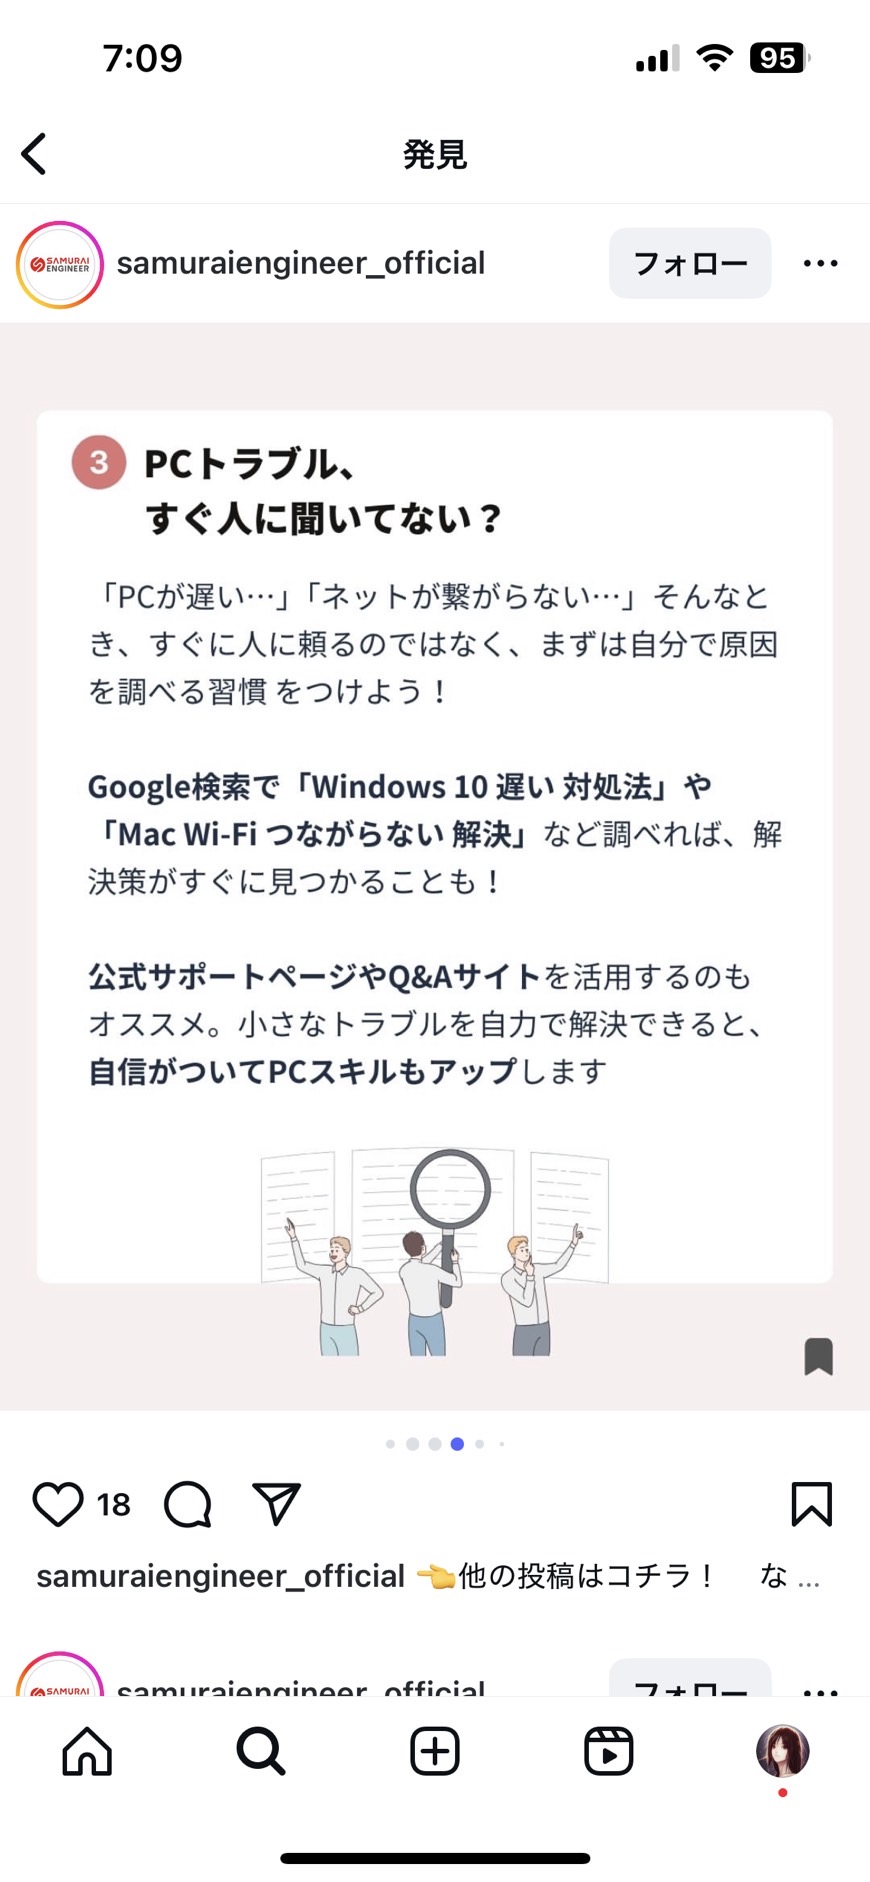 7:09
95
発見
SAMURAI
ENGINEER
samuraiengineer_official
フォロー
3
PCトラブル、
すぐ人に聞いてない？
「PCが遅い…」「ネットが繋がらない…」そんなと
き、すぐに人に頼るのではなく、まずは自分で原因
を調べる習慣 をつけよう！
Google検索で「Windows 10 遅い 対処法」や
「Mac Wi-Fi つながらない 解決」など調べれば、解
決策がすぐに見つかることも！
公式サポートページやQ&Aサイトを活用するのも
オススメ。小さなトラブルを自力で解決できると、
自信がついてPCスキルもアップします
18
samuraiengineer_official 👈他の投稿はコチラ！　な ...
SAMURAI
samuraiengineer_official
フォロー